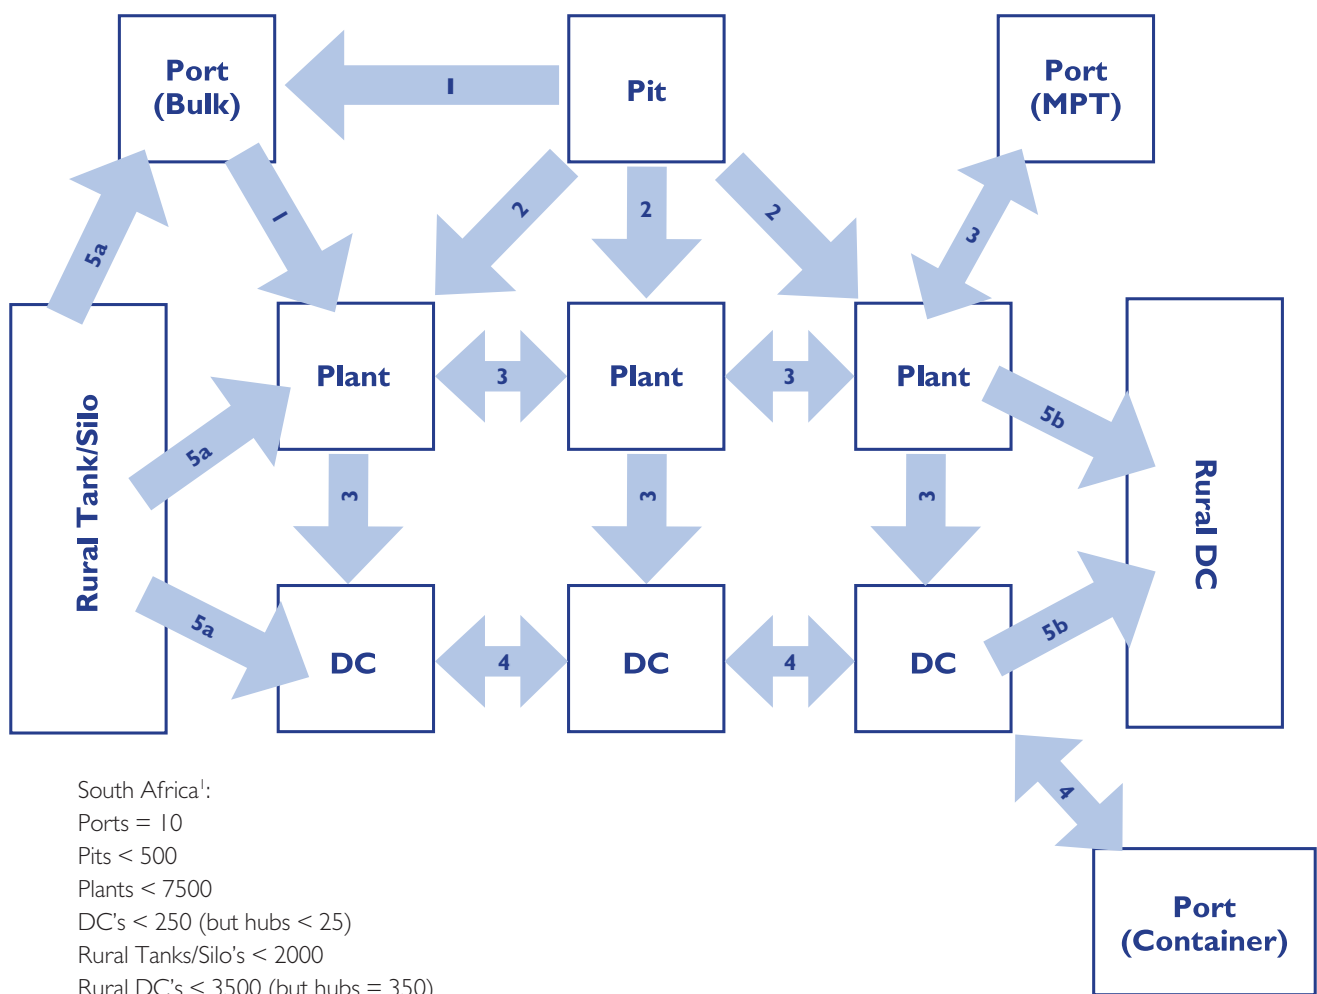 Port
(Bulk)
1
Pit
Port
(MPT)
5a
1
2
2
2
3
Rural Tank/Silo
Plant
3
Plant
3
Plant
5b
Rural DC
5a
3
3
3
5a
DC
4
DC
4
DC
5b
4
South Africa¹:
Ports = 10
Pits < 500
Plants < 7500
DC's < 250 (but hubs < 25)
Rural Tanks/Silo's < 2000
Rural DC's < 3500 (but hubs = 350)
Port
(Container)